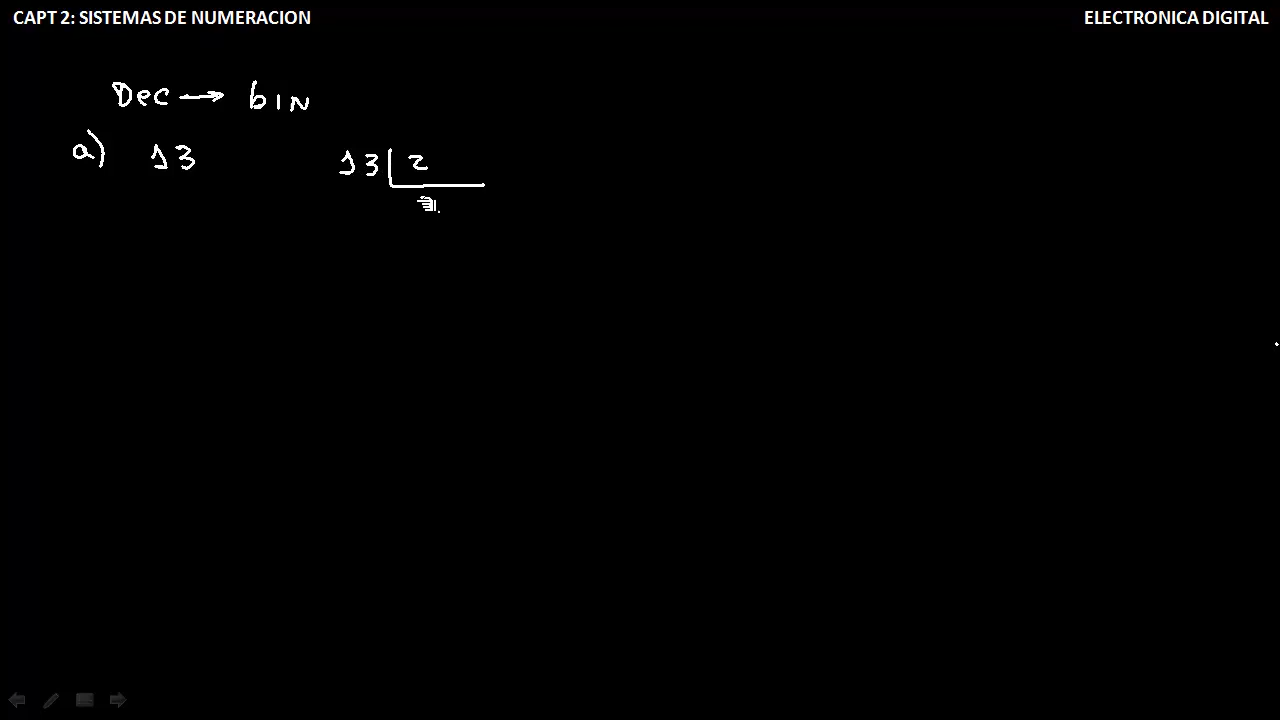 CAPT 2: SISTEMAS DE NUMERACION
ELECTRONICA DIGITAL
Dec → bin
a) 13 13 | 2